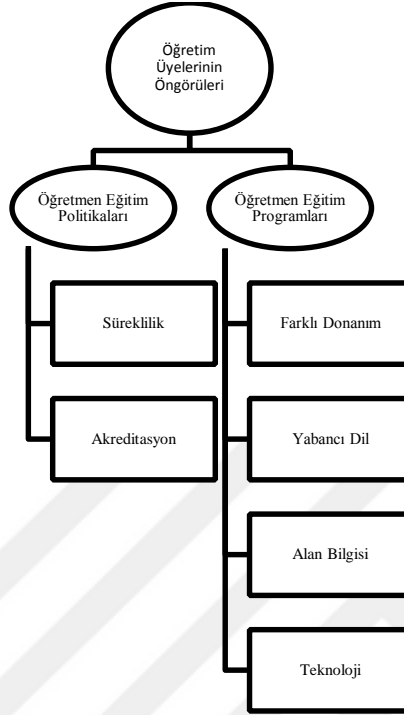 Öğretim
Üyelerinin
Öngörüleri
Öğretmen Eğitim
Politikaları
Öğretmen Eğitim
Programları
Süreklilik
Akreditasyon
Farklı Donanım
Yabancı Dil
Alan Bilgisi
Teknoloji